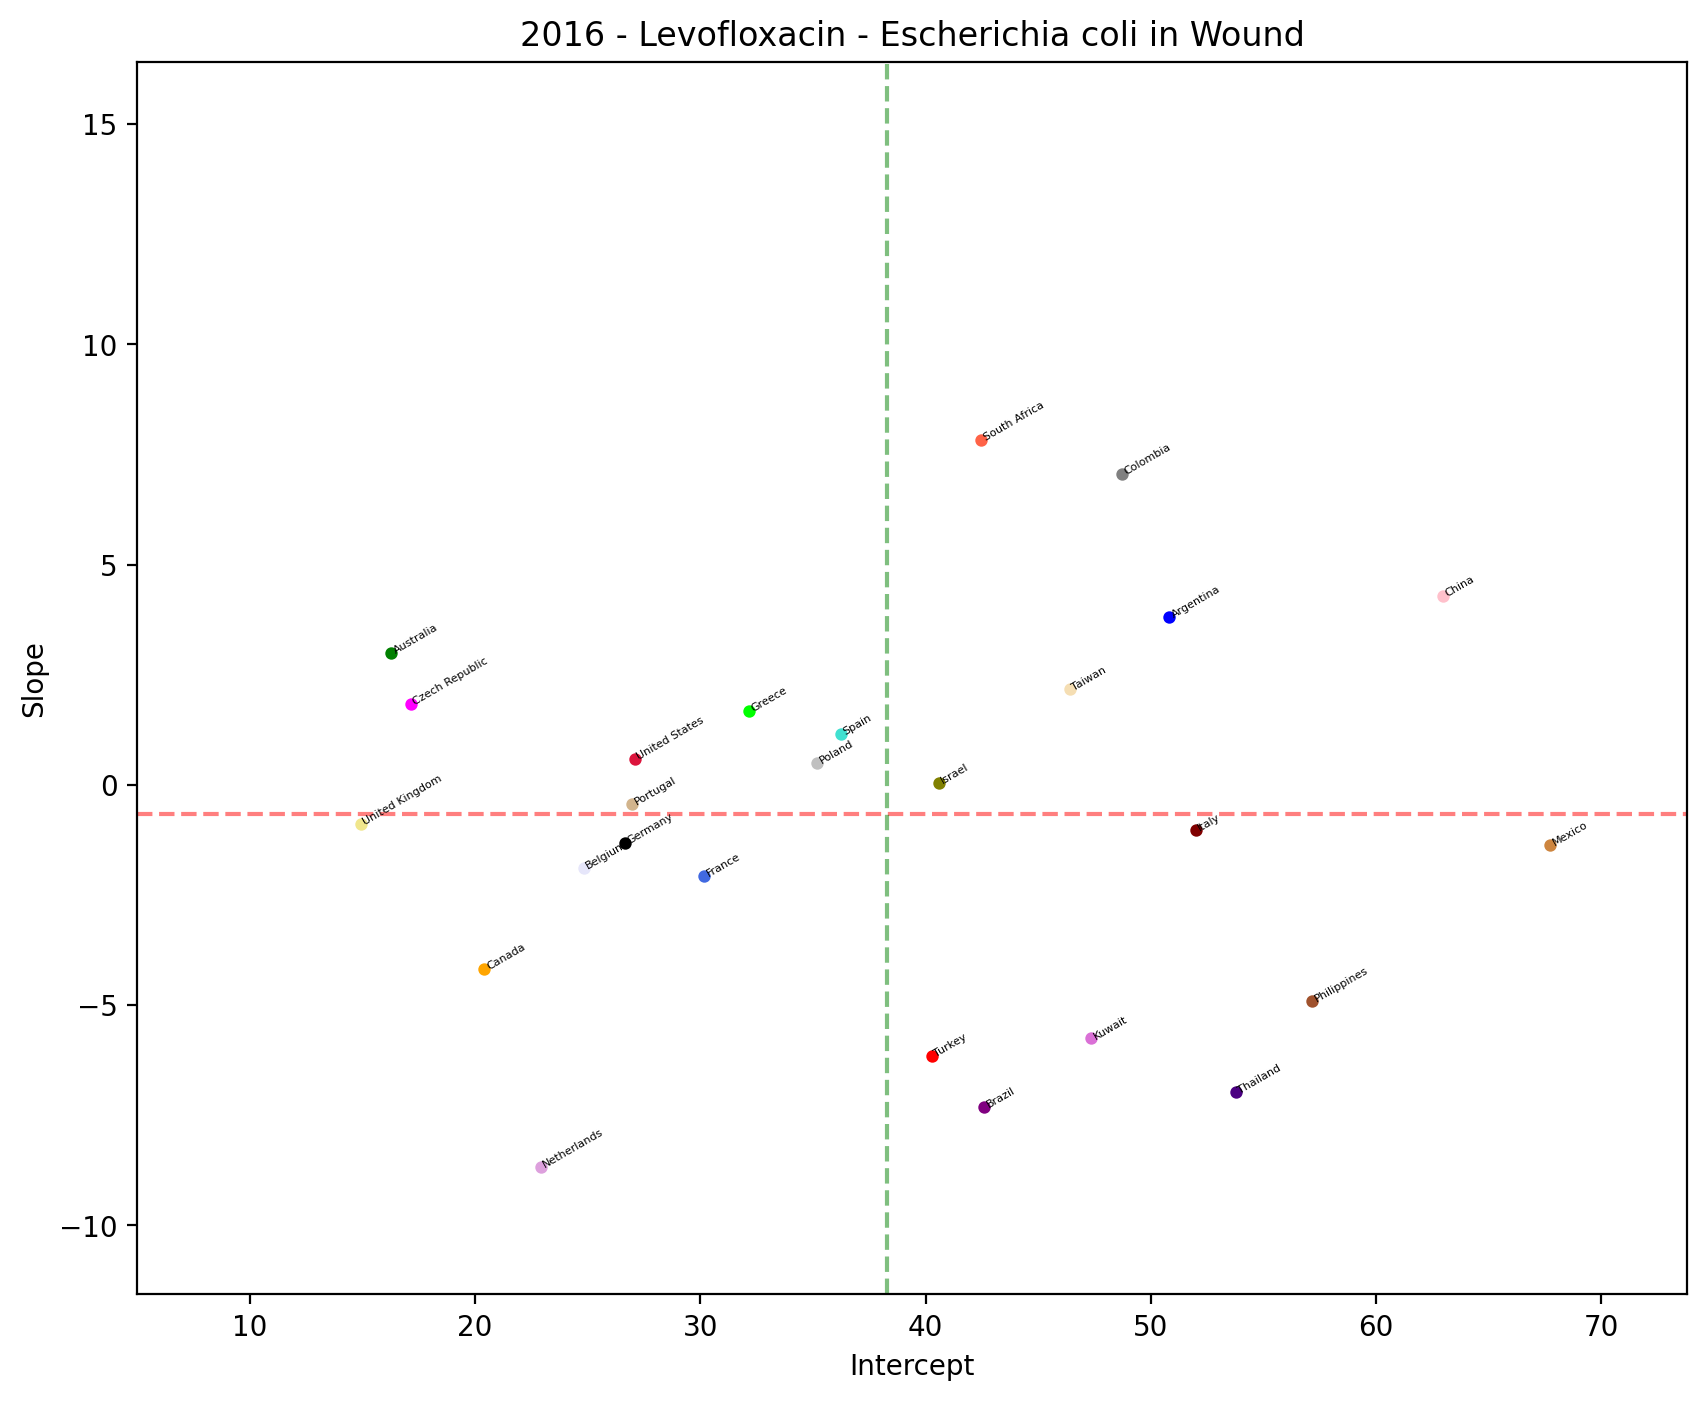 2016 - Levofloxacin - Escherichia coli in Wound
15
10
5
0
−5
−10
Slope
South Africa
Colombia
China
Argentina
Australia
Taiwan
Czech Republic
Greece
Spain
United States
Poland
Israel
Portugal
United Kingdom
Italy
Germany
Mexico
Belgium
France
Canada
Philippines
Kuwait
Turkey
Thailand
Brazil
Netherlands
10
20
30
40
50
60
70
Intercept